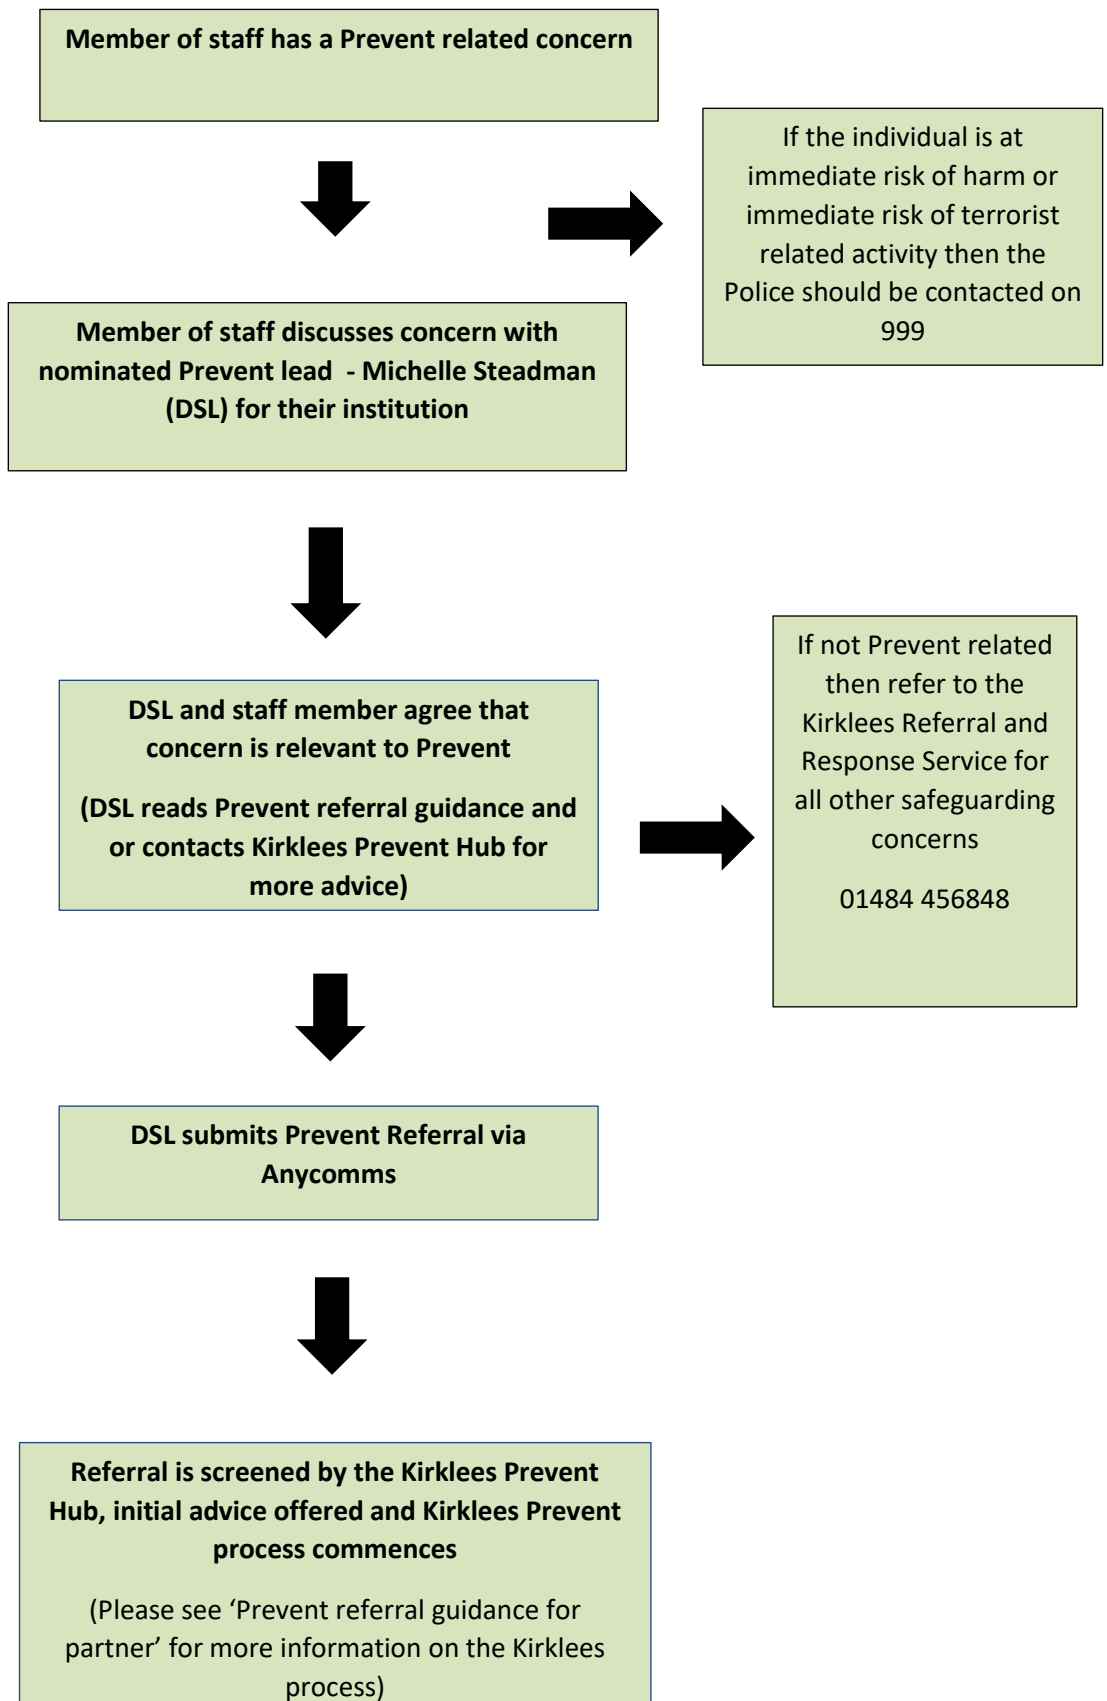 Member of staff has a Prevent related concern
If the individual is at
immediate risk of harm or
immediate risk of terrorist
related activity then the
Police should be contacted on
999
Member of staff discusses concern with
nominated Prevent lead  - Michelle Steadman
(DSL) for their institution
DSL and staff member agree that
concern is relevant to Prevent
(DSL reads Prevent referral guidance and
or contacts Kirklees Prevent Hub for
more advice)
If not Prevent related
then refer to the
Kirklees Referral and
Response Service for
all other safeguarding
concerns
01484 456848
DSL submits Prevent Referral via
Anycomms
Referral is screened by the Kirklees Prevent
Hub, initial advice offered and Kirklees Prevent
process commences
(Please see ‘Prevent referral guidance for
partner’ for more information on the Kirklees
process)